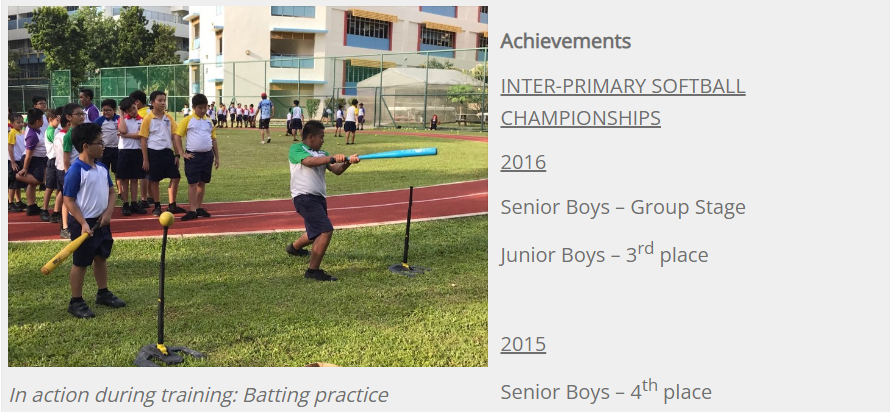 Achievements
INTER-PRIMARY SOFTBALL
CHAMPIONSHIPS
2016
Senior Boys – Group Stage
Junior Boys – 3rd place
2015
Senior Boys – 4th place
In action during training: Batting practice